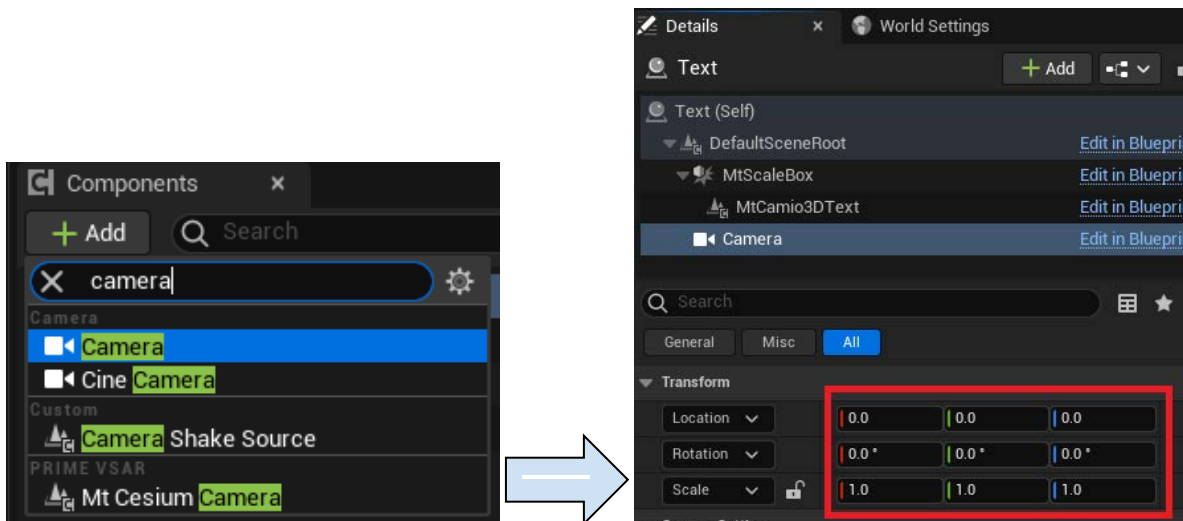 Components
Add
Search
camera
Camera
Camera
Cine Camera
Custom
Camera Shake Source
PRIME VSAR
Mt Cesium Camera
Details
World Settings
Text
Add
Text (Self)
DefaultSceneRoot Edit in Bluepri
MtScaleBox Edit in Bluepri
MtCamio3DText Edit in Bluepri
Camera Edit in Bluepri
Search
General Misc All
Transform
Location 0.0 0.0 0.0
Rotation 0.0 ° 0.0 ° 0.0 °
Scale 1.0 1.0 1.0